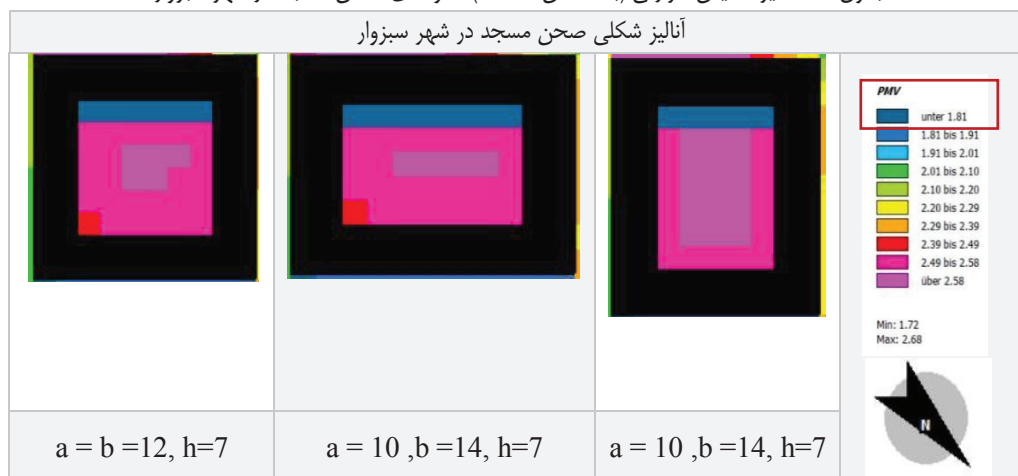 آنالیز شکلی صحن مسجد در شهر سبزوار
PMV
unter 1.81
1.81 bis 1.91
1.91 bis 2.01
2.01 bis 2.10
2.10 bis 2.20
2.20 bis 2.29
2.29 bis 2.39
2.39 bis 2.49
2.49 bis 2.58
über 2.58
Min: 1.72
Max: 2.68
N
a = b =12, h=7
a = 10 ,b =14, h=7
a = 10 ,b =14, h=7